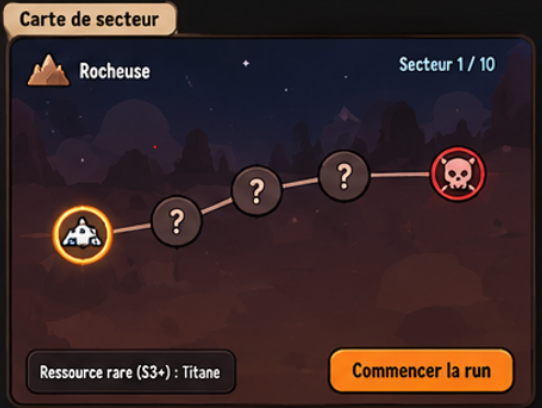 Carte de secteur
Rocheuse
Secteur 1 / 10
?
?
?
Ressource rare (S3+) : Titane
Commencer la run